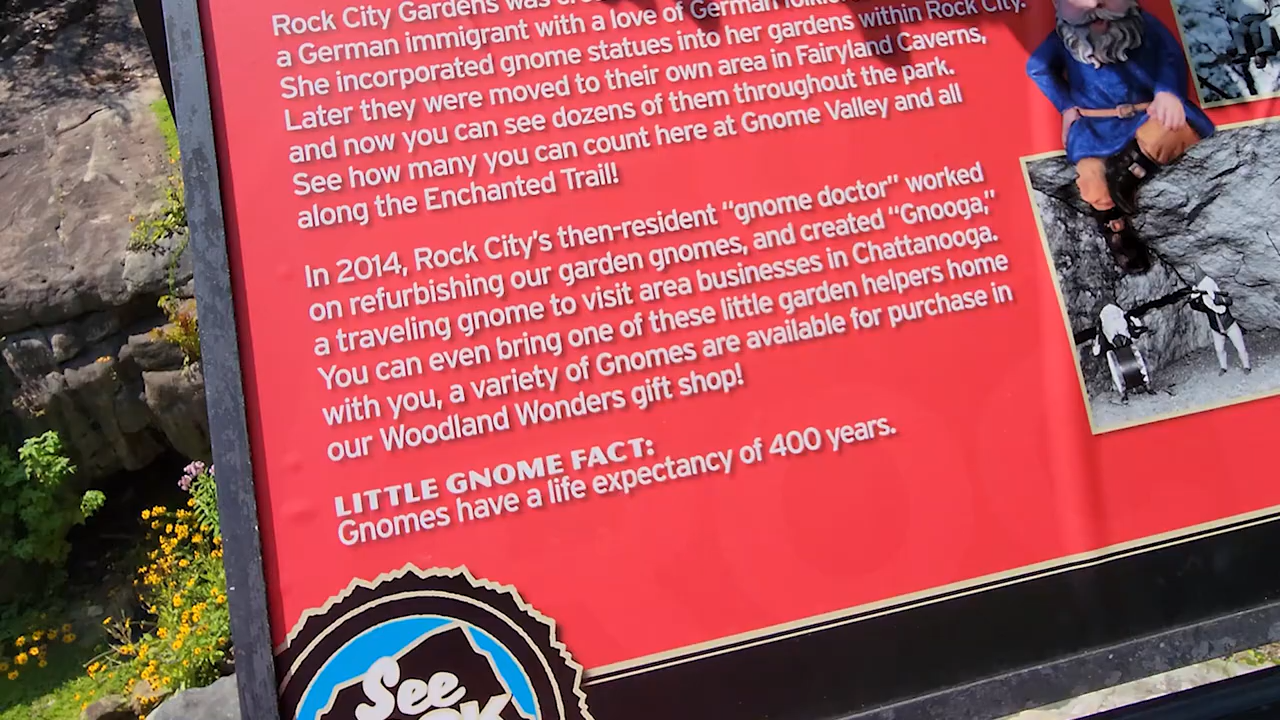 Rock City Gardens was
a German immigrant with a love of German
She incorporated gnome statues into her gardens within Rock City.
Later they were moved to their own area in Fairyland Caverns,
and now you can see dozens of them throughout the park.
See how many you can count here at Gnome Valley and all
along the Enchanted Trail!
In 2014, Rock City's then-resident "gnome doctor" worked
on refurbishing our garden gnomes, and created "Gnooga,"
a traveling gnome to visit area businesses in Chattanooga.
You can even bring one of these little garden helpers home
with you, a variety of Gnomes are available for purchase in
our Woodland Wonders gift shop!
LITTLE GNOME FACT:
Gnomes have a life expectancy of 400 years.
See